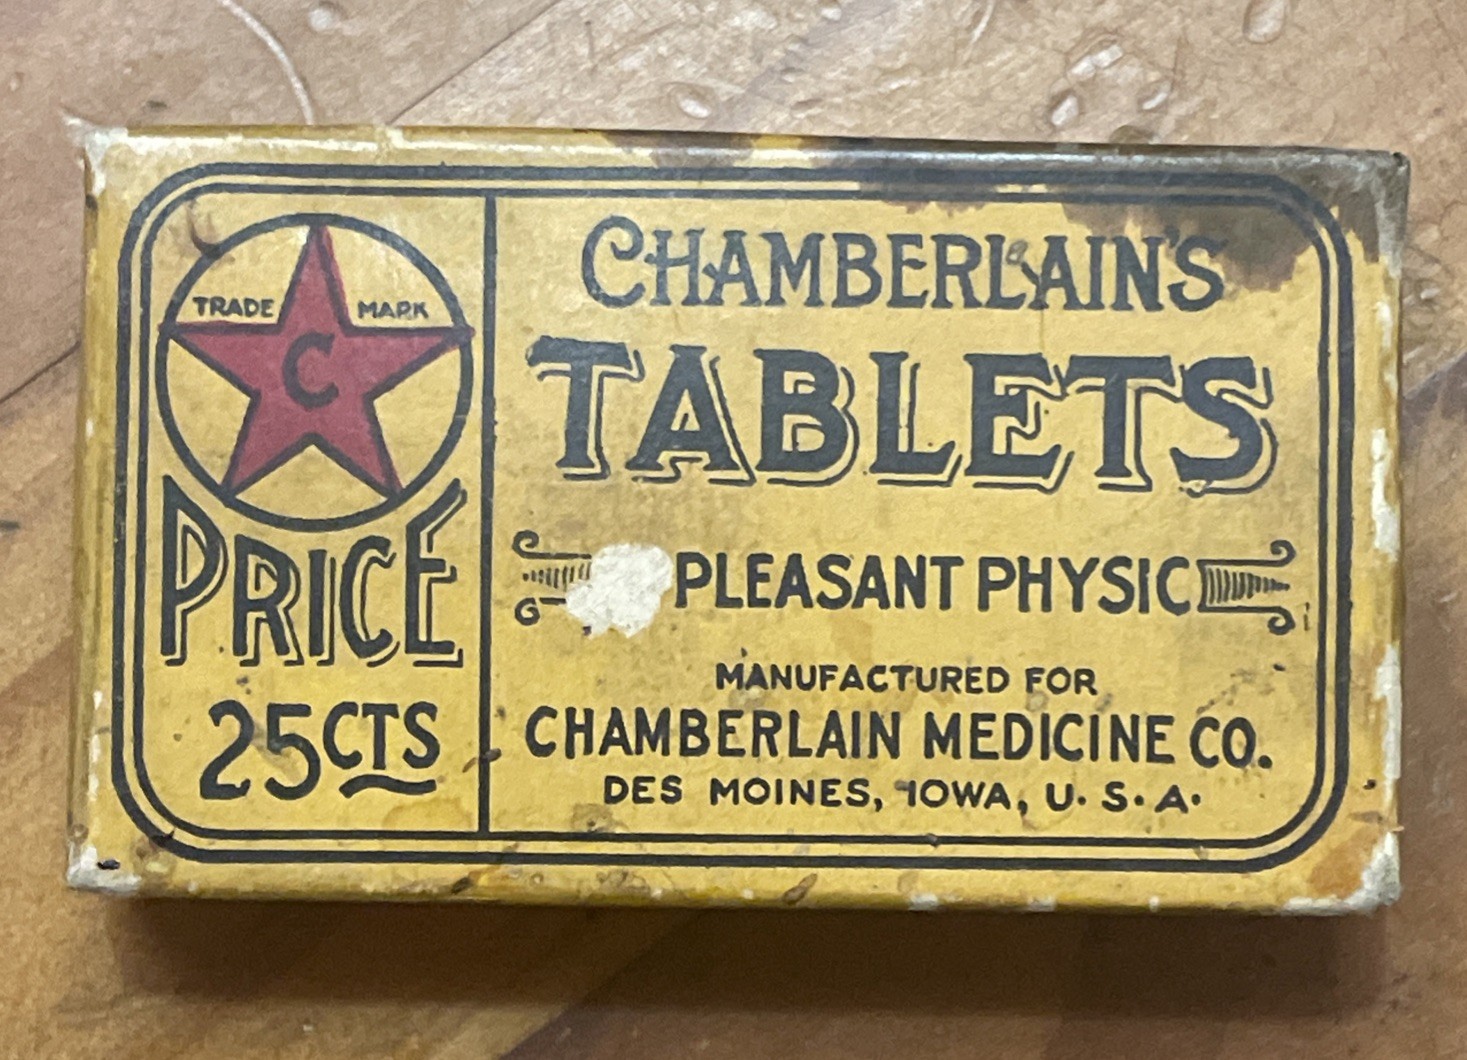 TRADE MARK
C
PRICE
25CTS
CHAMBERLAIN'S
TABLETS
PLEASANT PHYSIC
MANUFACTURED FOR
CHAMBERLAIN MEDICINE CO.
DES MOINES, IOWA, U.S.A.